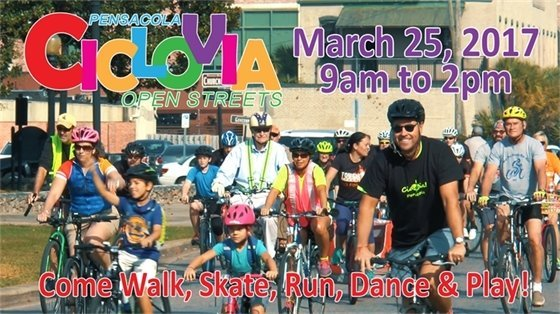 PENSACOLA
CICLOVIA
OPEN STREETS
March 25, 2017
9am to 2pm
Come Walk, Skate, Run, Dance & Play!